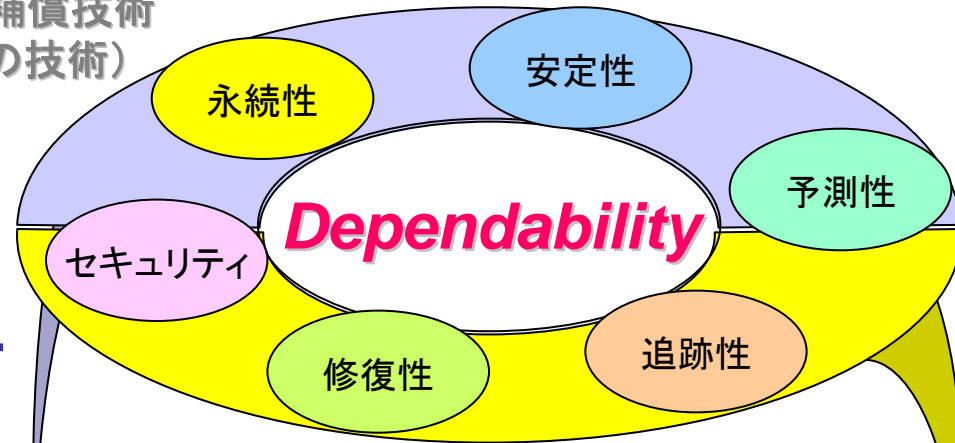 補償技術
の技術）
安定性
永続性
予測性
Dependability
セキュリティ
追跡性
修復性